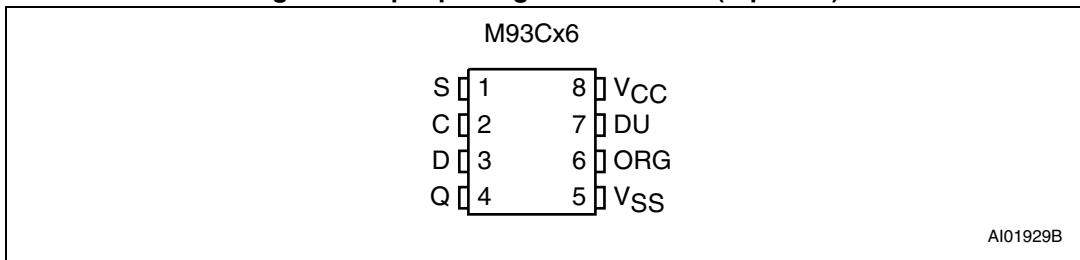 M93Cx6
S 1 8 VCC
C 2 7 DU
D 3 6 ORG
Q 4 5 VSS
AI01929B